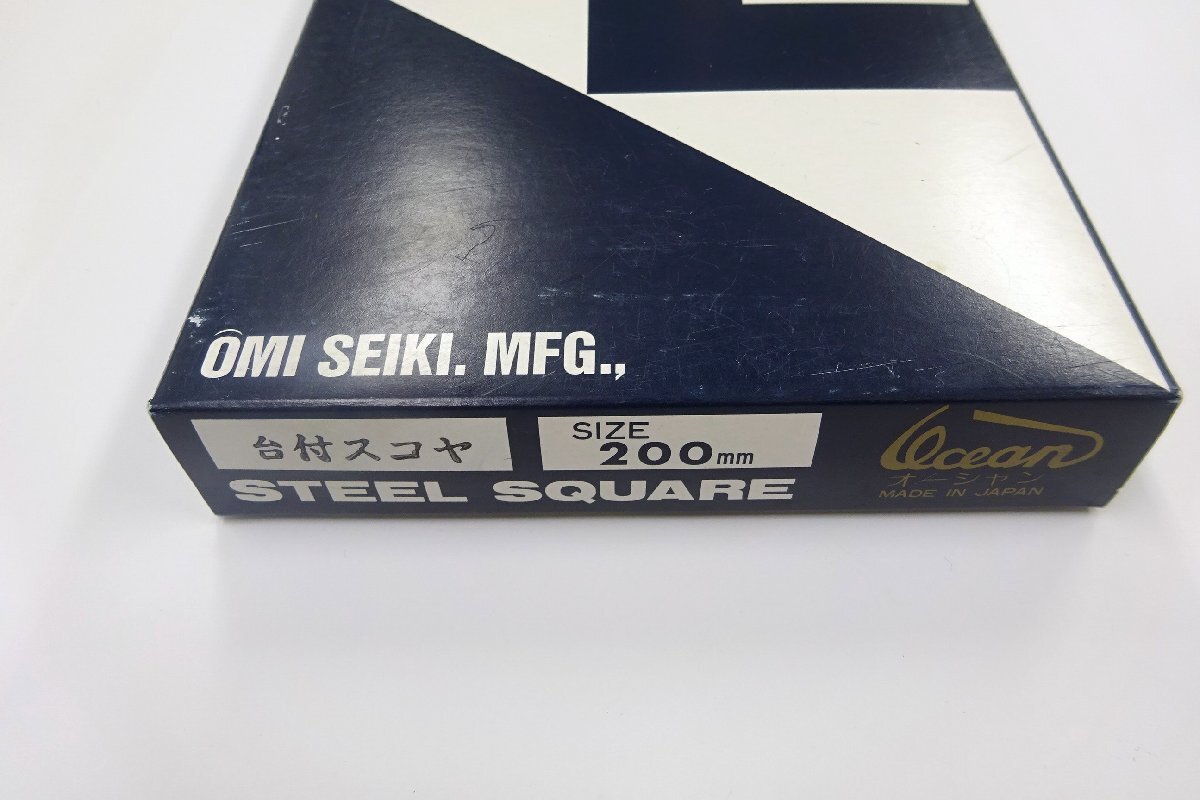 ŌMI SEIKI. MFG.,
台付スコヤ
SIZE
200mm
STEEL SQUARE
Ocean
オーシャン
MADE IN JAPAN